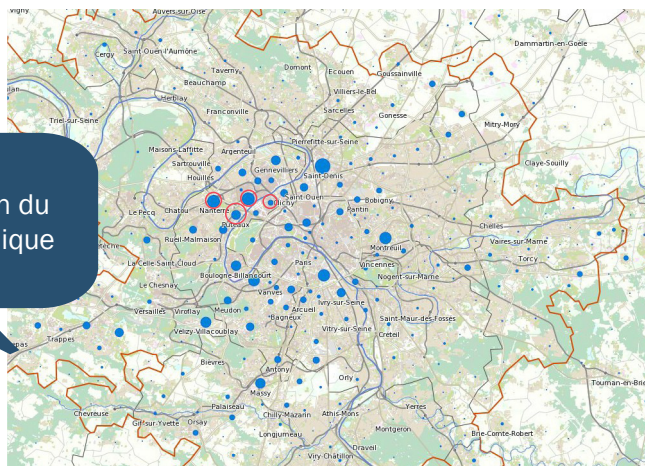 Auvers-sur-Oise
Dammartin-en-Goële
Cergy
Saint-Ouen-l'Aumône
Domont
Ecouen
Goussainville
Taverny
Beauchamp
Villiers-le-Bel
Herblay
Franconville
Sarcelles
Gonesse
Mitry-Mory
Triel-sur-Seine
Pierrefitte-sur-Seine
Maisons-Laffitte
Argenteuil
Claye-Souilly
Sartrouville
Gennevilliers
Saint-Denis
Houilles
n du
ique
Saint-Ouen
Clichy
Bobigny
Le Pecq
Chatou
Nanterre
Pantin
Puteaux
Chelles
Rueil-Malmaison
Montreuil
Vaires-sur-Marne
La Celle-Saint-Cloud
Paris
Vincennes
Torcy
Boulogne-Billancourt
Nogent-sur-Marne
Le Chesnay
Vanves
Ivry-sur-Seine
Versailles
Viroflay
Meudon
Arcueil
Bagneux
Saint-Maur-des-Fossés
Vélizy-Villacoublay
Vitry-sur-Seine
Créteil
Trappes
Bièvres
Antony
Orly
Massy
Tournan-en-Brie
Chevreuse
Palaiseau
Chilly-Mazarin
Athis-Mons
Yerres
Gif-sur-Yvette
Orsay
Longjumeau
Montgeron
Brie-Comte-Robert
Draveil
Viry-Châtillon